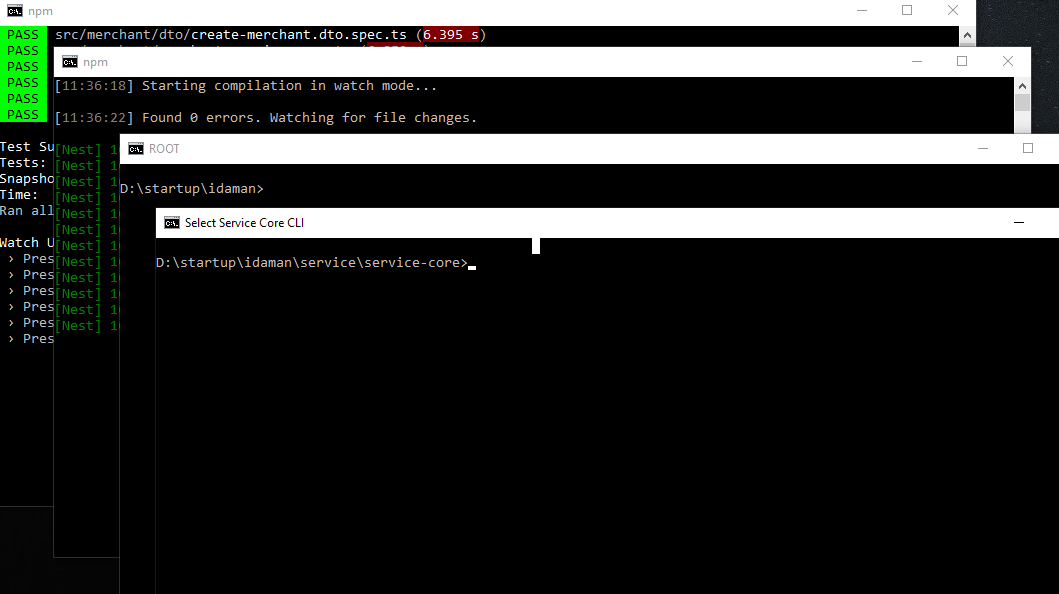 npm
PASS src/merchant/dto/create-merchant.dto.spec.ts (6.395 s)
PASS
PASS
PASS
PASS
PASS
Test Su
Tests:
Snapsho
Time:
Ran all
Watch U
› Pres
› Pres
› Pres
› Pres
› Pres
› Pres
npm
[11:36:18] Starting compilation in watch mode...
[11:36:22] Found 0 errors. Watching for file changes.
[Nest] 1
[Nest] 1
[Nest] 1
[Nest] 1
[Nest] 1
[Nest] 1
[Nest] 1
[Nest] 1
[Nest] 1
[Nest] 1
[Nest] 1
[Nest] 1
ROOT
D:\startup\idaman>
Select Service Core CLI
D:\startup\idaman\service\service-core>